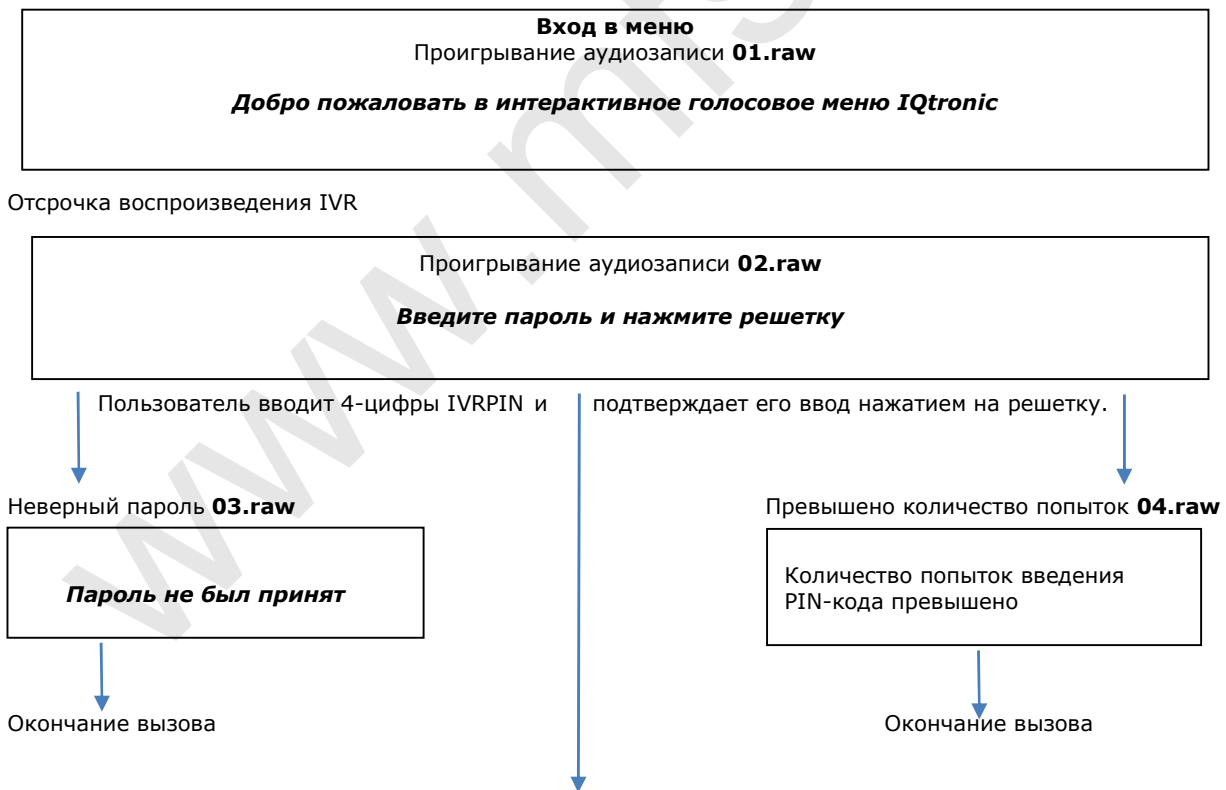 Вход в меню
Проигрывание аудиозаписи 01.raw
Добро пожаловать в интерактивное голосовое меню IQtronic
Отсрочка воспроизведения IVR
Проигрывание аудиозаписи 02.raw
Введите пароль и нажмите решетку
Пользователь вводит 4-цифры IVRPIN и подтверждает его ввод нажатием на решетку.
Неверный пароль 03.raw
Превышено количество попыток 04.raw
Пароль не был принят
Количество попыток введения
PIN-кода превышено
Окончание вызова
Окончание вызова